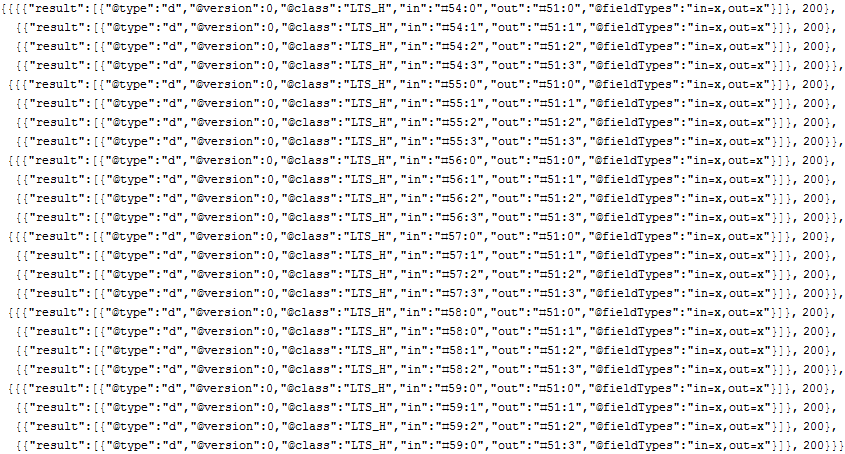 {{{{"result":[{"@type":"d","@version":0,"@class":"LTS_H","in":"#54:0","out":"#51:0","@fieldTypes":"in=x,out=x"}]}, 200},
{{"result":[{"@type":"d","@version":0,"@class":"LTS_H","in":"#54:1","out":"#51:1","@fieldTypes":"in=x,out=x"}]}, 200},
{{"result":[{"@type":"d","@version":0,"@class":"LTS_H","in":"#54:2","out":"#51:2","@fieldTypes":"in=x,out=x"}]}, 200},
{{"result":[{"@type":"d","@version":0,"@class":"LTS_H","in":"#54:3","out":"#51:3","@fieldTypes":"in=x,out=x"}]}, 200}},
{{{"result":[{"@type":"d","@version":0,"@class":"LTS_H","in":"#55:0","out":"#51:0","@fieldTypes":"in=x,out=x"}]}, 200},
{{"result":[{"@type":"d","@version":0,"@class":"LTS_H","in":"#55:1","out":"#51:1","@fieldTypes":"in=x,out=x"}]}, 200},
{{"result":[{"@type":"d","@version":0,"@class":"LTS_H","in":"#55:2","out":"#51:2","@fieldTypes":"in=x,out=x"}]}, 200},
{{"result":[{"@type":"d","@version":0,"@class":"LTS_H","in":"#55:3","out":"#51:3","@fieldTypes":"in=x,out=x"}]}, 200}},
{{{"result":[{"@type":"d","@version":0,"@class":"LTS_H","in":"#56:0","out":"#51:0","@fieldTypes":"in=x,out=x"}]}, 200},
{{"result":[{"@type":"d","@version":0,"@class":"LTS_H","in":"#56:1","out":"#51:1","@fieldTypes":"in=x,out=x"}]}, 200},
{{"result":[{"@type":"d","@version":0,"@class":"LTS_H","in":"#56:2","out":"#51:2","@fieldTypes":"in=x,out=x"}]}, 200},
{{"result":[{"@type":"d","@version":0,"@class":"LTS_H","in":"#56:3","out":"#51:3","@fieldTypes":"in=x,out=x"}]}, 200}},
{{{"result":[{"@type":"d","@version":0,"@class":"LTS_H","in":"#57:0","out":"#51:0","@fieldTypes":"in=x,out=x"}]}, 200},
{{"result":[{"@type":"d","@version":0,"@class":"LTS_H","in":"#57:1","out":"#51:1","@fieldTypes":"in=x,out=x"}]}, 200},
{{"result":[{"@type":"d","@version":0,"@class":"LTS_H","in":"#57:2","out":"#51:2","@fieldTypes":"in=x,out=x"}]}, 200},
{{"result":[{"@type":"d","@version":0,"@class":"LTS_H","in":"#57:3","out":"#51:3","@fieldTypes":"in=x,out=x"}]}, 200}},
{{{"result":[{"@type":"d","@version":0,"@class":"LTS_H","in":"#58:0","out":"#51:0","@fieldTypes":"in=x,out=x"}]}, 200},
{{"result":[{"@type":"d","@version":0,"@class":"LTS_H","in":"#58:0","out":"#51:1","@fieldTypes":"in=x,out=x"}]}, 200},
{{"result":[{"@type":"d","@version":0,"@class":"LTS_H","in":"#58:1","out":"#51:2","@fieldTypes":"in=x,out=x"}]}, 200},
{{"result":[{"@type":"d","@version":0,"@class":"LTS_H","in":"#58:2","out":"#51:3","@fieldTypes":"in=x,out=x"}]}, 200}},
{{{"result":[{"@type":"d","@version":0,"@class":"LTS_H","in":"#59:0","out":"#51:0","@fieldTypes":"in=x,out=x"}]}, 200},
{{"result":[{"@type":"d","@version":0,"@class":"LTS_H","in":"#59:1","out":"#51:1","@fieldTypes":"in=x,out=x"}]}, 200},
{{"result":[{"@type":"d","@version":0,"@class":"LTS_H","in":"#59:2","out":"#51:2","@fieldTypes":"in=x,out=x"}]}, 200},
{{"result":[{"@type":"d","@version":0,"@class":"LTS_H","in":"#59:0","out":"#51:3","@fieldTypes":"in=x,out=x"}]}, 200}}}